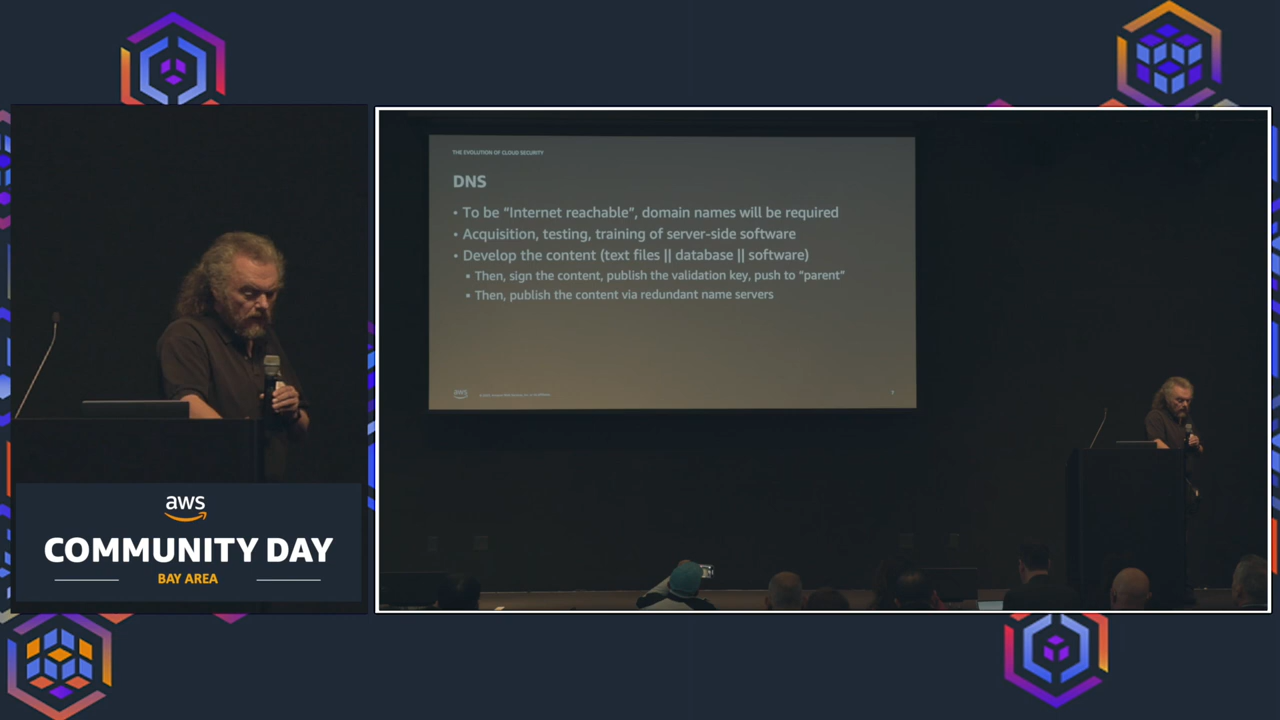 THE EVOLUTION OF CLOUD SECURITY
DNS
• To be “Internet reachable”, domain names will be required
• Acquisition, testing, training of server-side software
• Develop the content (text files || database || software)
▪ Then, sign the content, publish the validation key, push to “parent”
▪ Then, publish the content via redundant name servers
aws
7
aws
COMMUNITY DAY
BAY AREA